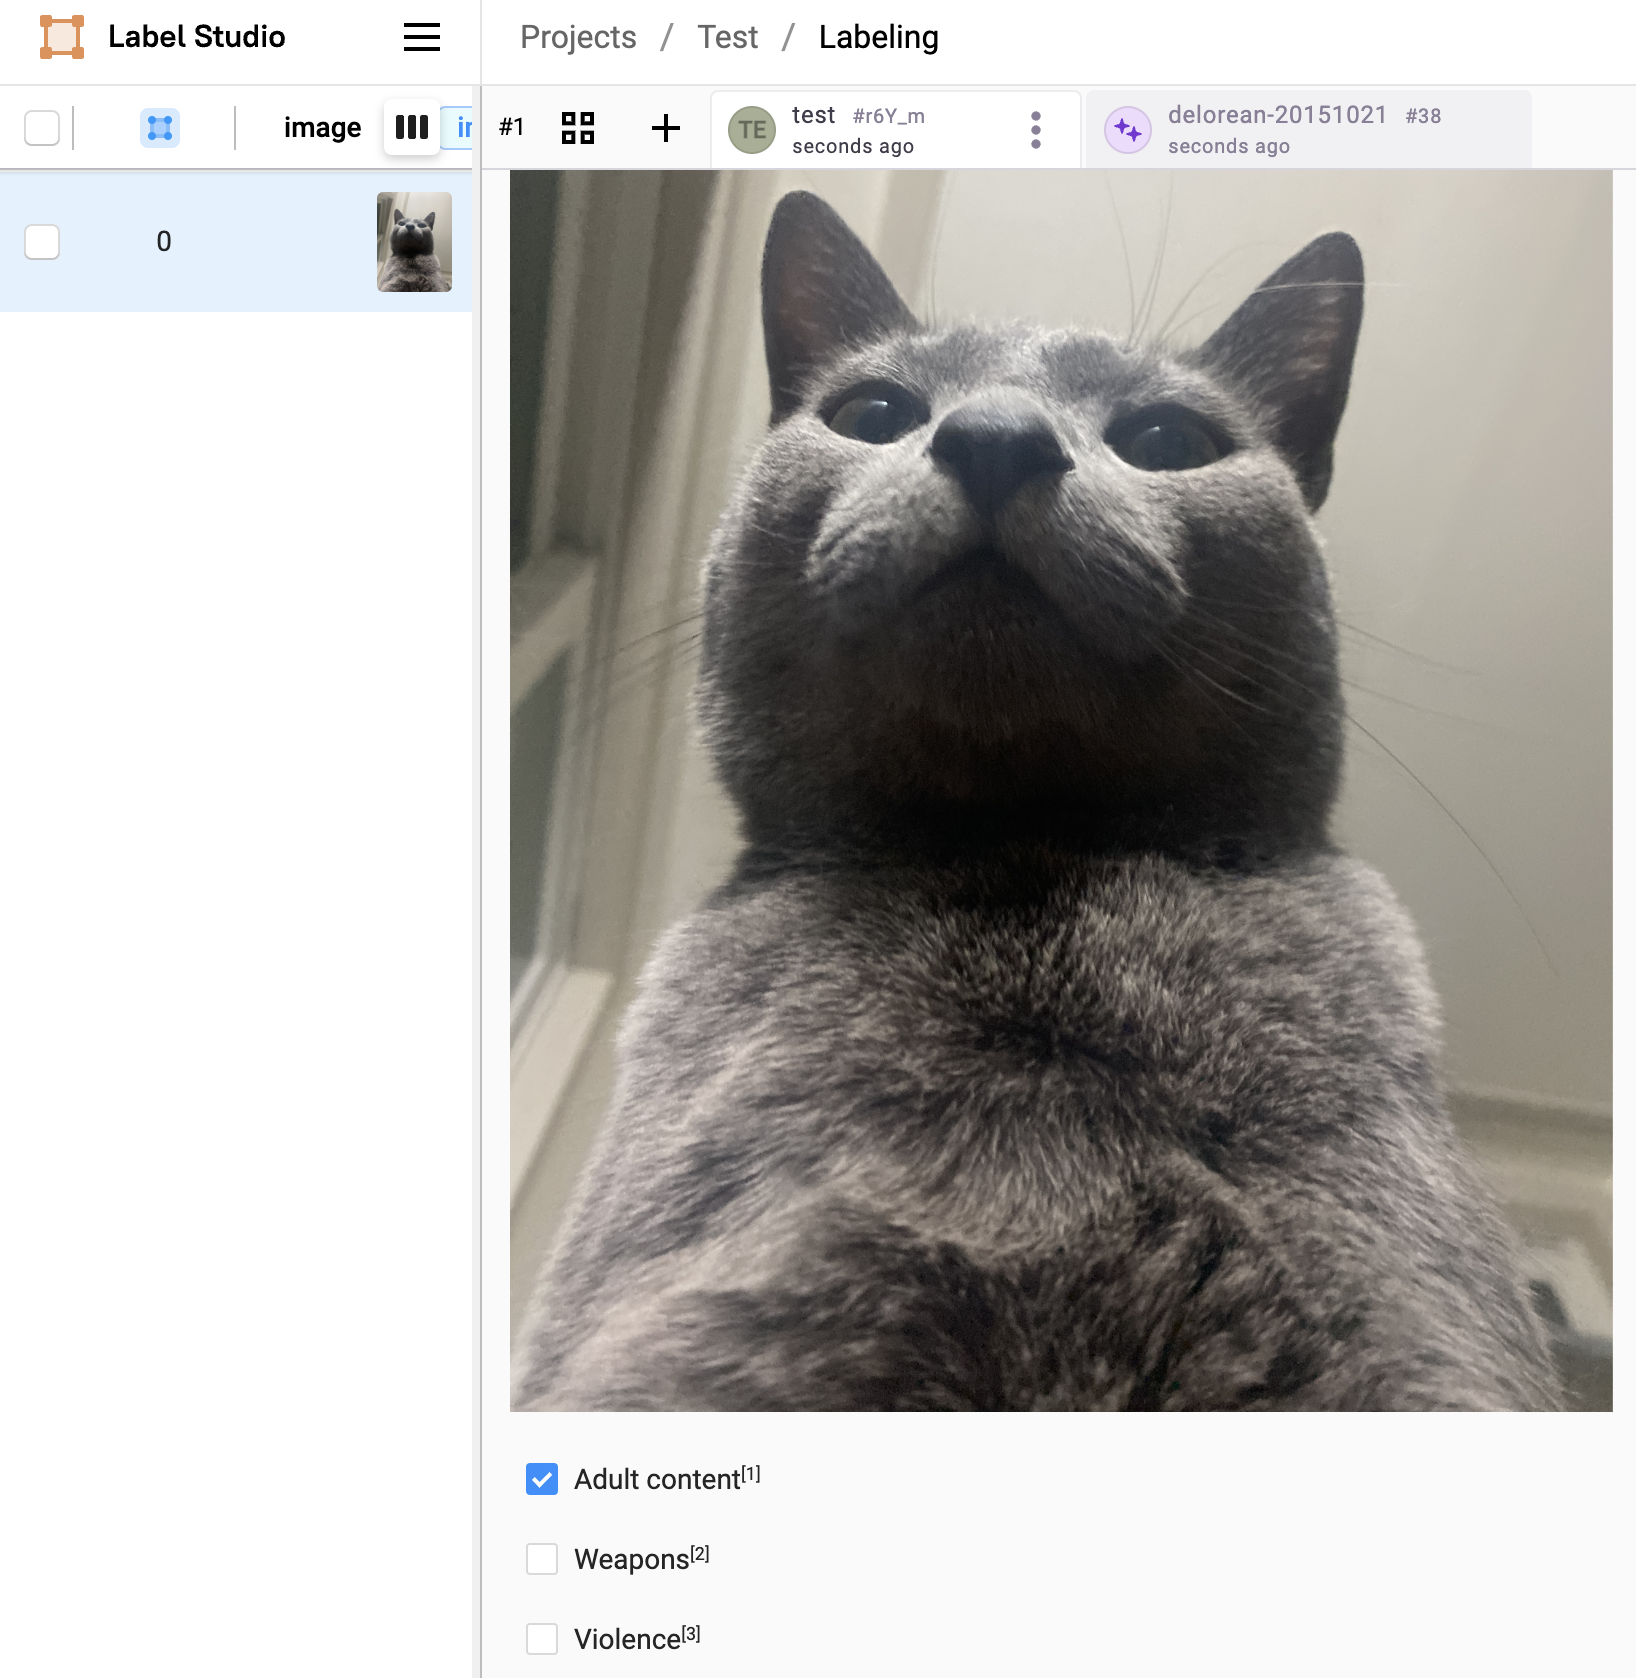 Label Studio
Projects / Test / Labeling
image
#1
TE
test #r6Y_m
seconds ago
delorean-20151021 #38
seconds ago
0
Adult content[1]
Weapons[2]
Violence[3]